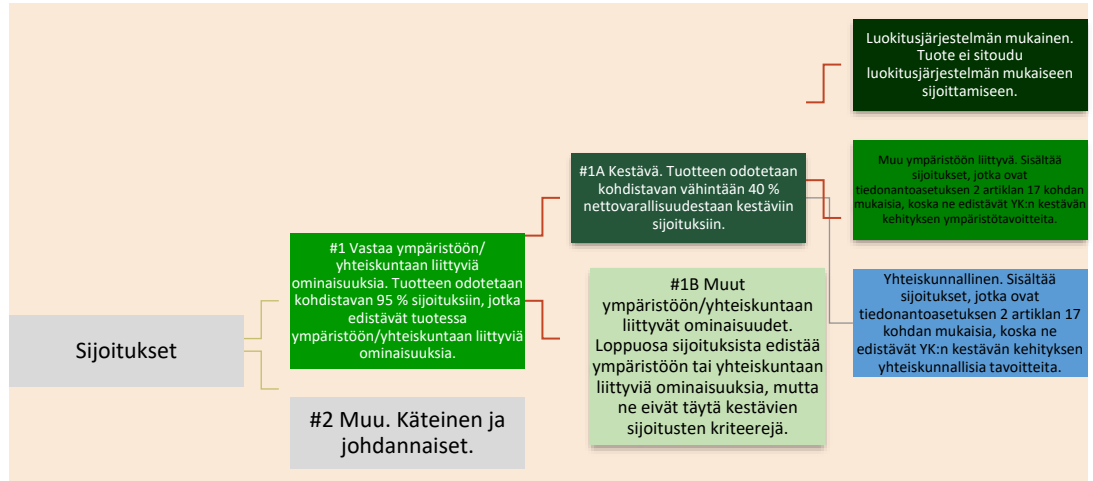 Sijoitukset
#1 Vastaa ympäristöön/
yhteiskuntaan liittyviä
ominaisuuksia. Tuotteen odotetaan
kohdistavan 95 % sijoituksiin, jotka
edistävät tuotessa
ympäristöön/yhteiskuntaan liittyviä
ominaisuuksia.
#2 Muu. Käteinen ja
johdannaiset.
#1A Kestävä. Tuotteen odotetaan
kohdistavan vähintään 40 %
nettovarallisuudestaan kestäviin
sijoituksiin.
#1B Muut
ympäristöön/yhteiskuntaan
liittyvät ominaisuudet.
Loppuosa sijoituksista edistää
ympäristöön tai yhteiskuntaan
liittyviä ominaisuuksia, mutta
ne eivät täytä kestävien
sijoitusten kriteerejä.
Luokitusjärjestelmän mukainen.
Tuote ei sitoudu
luokitusjärjestelmän mukaiseen
sijoittamiseen.
Muu ympäristöön liittyvä. Sisältää
sijoitukset, jotka ovat
tiedonantoasetuksen 2 artiklan 17 kohdan
mukaisia, koska ne edistävät YK:n kestävän
kehityksen ympäristötavoitteita.
Yhteiskunnallinen. Sisältää
sijoitukset, jotka ovat
tiedonantoasetuksen 2 artiklan 17
kohdan mukaisia, koska ne
edistävät YK:n kestävän kehityksen
yhteiskunnallisia tavoitteita.